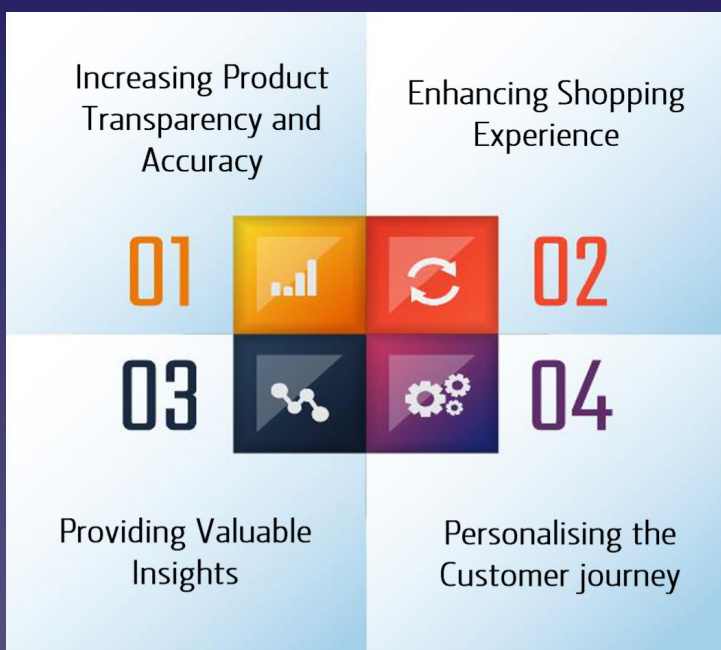 Increasing Product
Transparency and
Accuracy
01
Enhancing Shopping
Experience
02
03
Providing Valuable
Insights
04
Personalising the
Customer journey